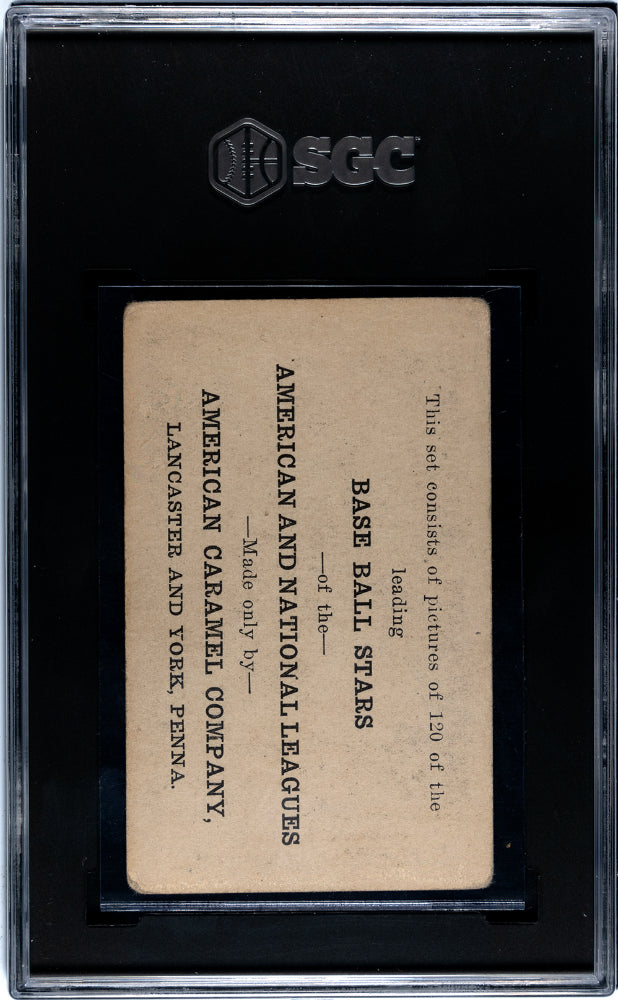 SGC
This set consists of pictures of 120 of the
leading
BASE BALL STARS
—of the—
AMERICAN AND NATIONAL LEAGUES
—Made only by—
AMERICAN CARAMEL COMPANY,
LANCASTER AND YORK, PENNA.